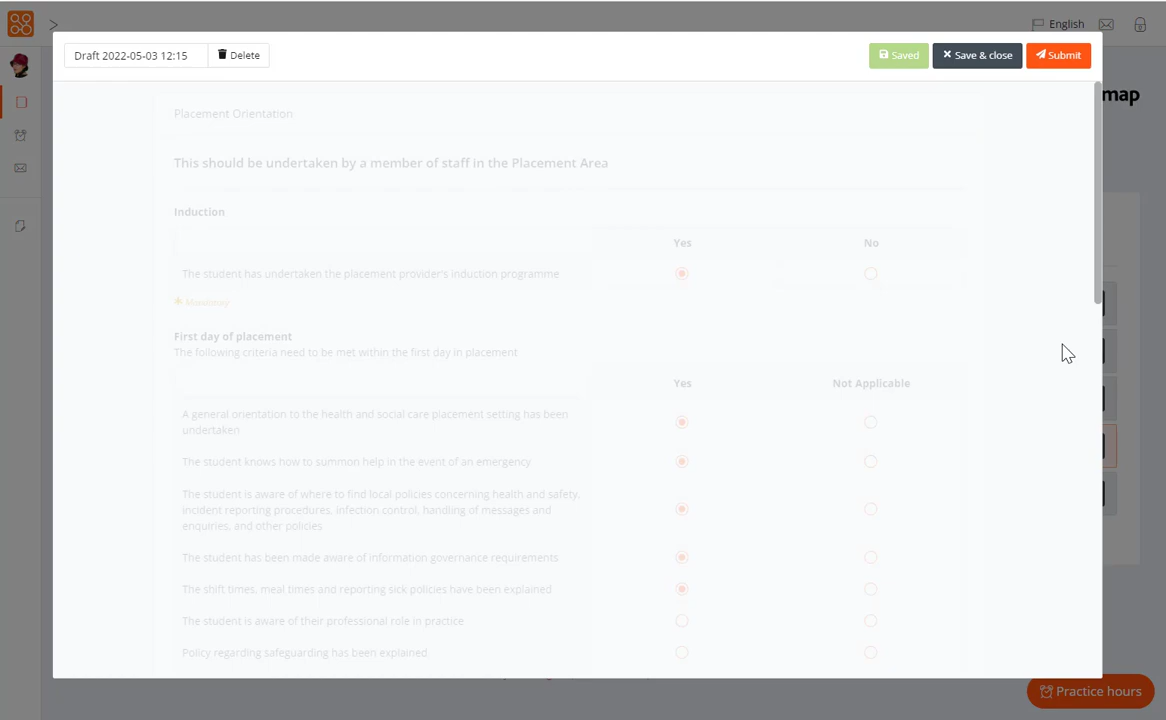 >
English
Draft 2022-05-03 12:15
Delete
Saved
Save & close
Submit
map
Placement Orientation
This should be undertaken by a member of staff in the Placement Area
Induction
Yes No
The student has undertaken the placement provider's induction programme
Mandatory
First day of placement
The following criteria need to be met within the first day in placement
Yes Not Applicable
A general orientation to the health and social care placement setting has been
undertaken
The student knows how to summon help in the event of an emergency
The student is aware of where to find local policies concerning health and safety,
incident reporting procedures, infection control, handling of messages and
enquiries, and other policies
The student has been made aware of information governance requirements
The shift times, meal times and reporting sick policies have been explained
The student is aware of their professional role in practice
Policy regarding safeguarding has been explained
Practice hours